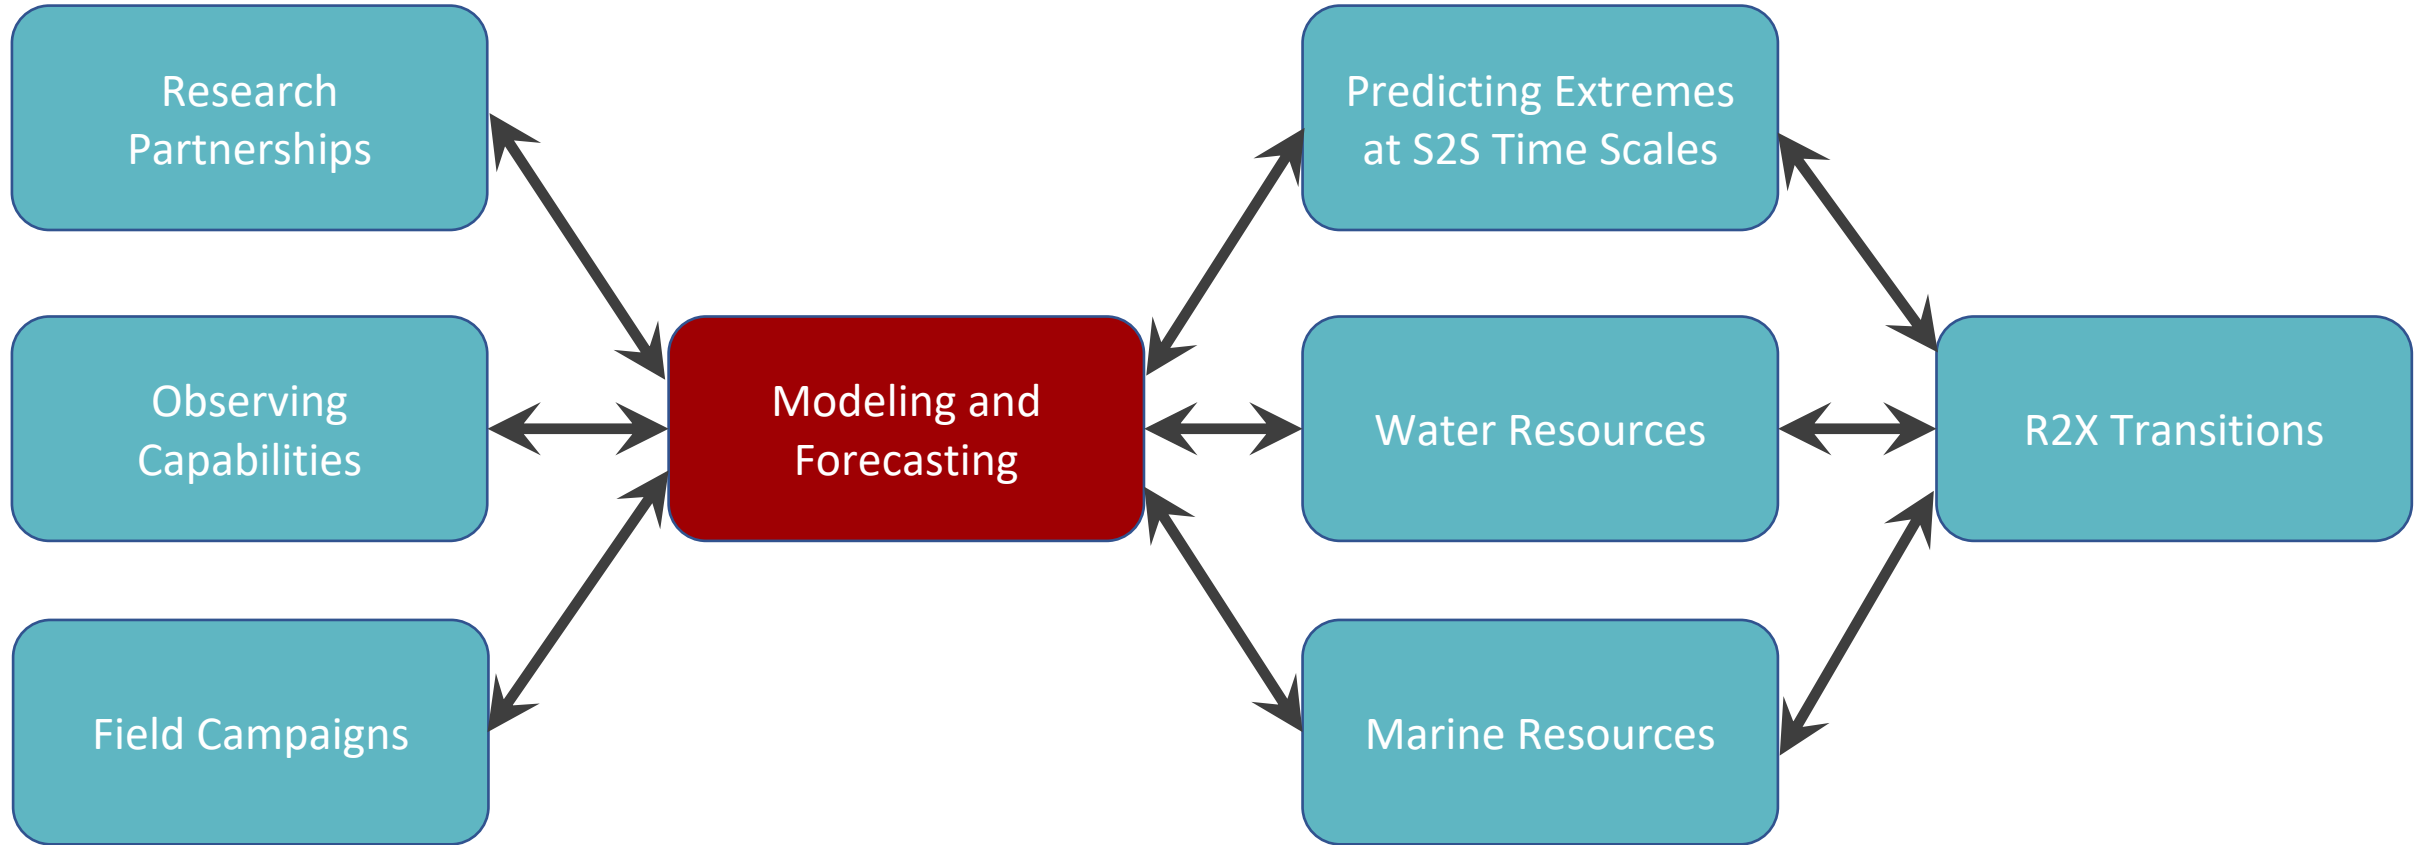 Research
Partnerships
Observing
Capabilities
Field Campaigns
Modeling and
Forecasting
Predicting Extremes
at S2S Time Scales
Water Resources
Marine Resources
R2X Transitions